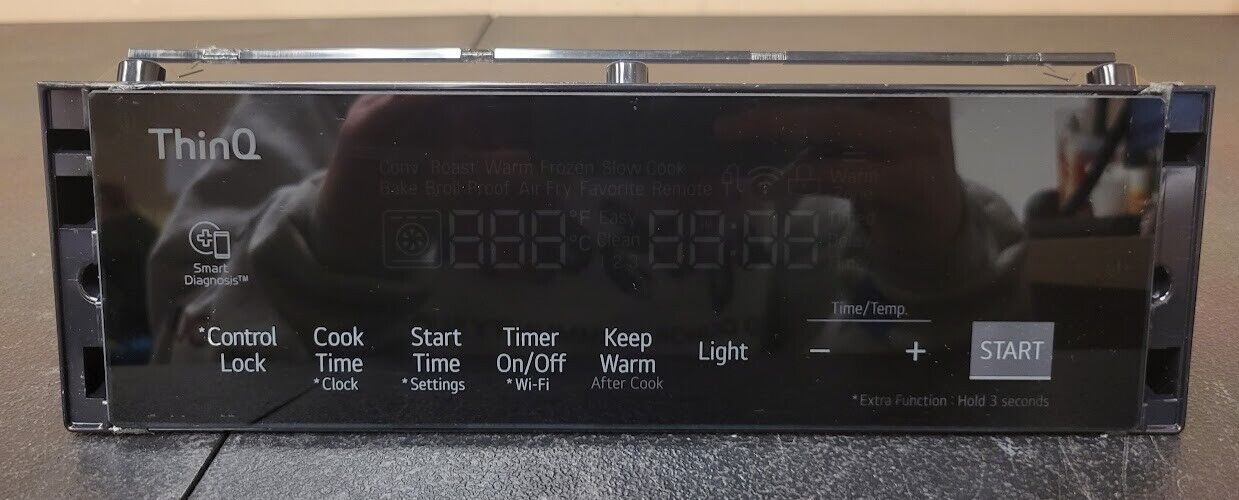 ThinQ
Conv. Roast Warm Frozen Slow Cook
Bake Broil Proof Air Fry Favorite Remote
Warm
°F Easy
°C Clean
Smart
Diagnosis™
Time/Temp.
*Control
Lock
Cook
Time
*Clock
Start
Time
*Settings
Timer
On/Off
*Wi-Fi
Keep
Warm
After Cook
Light
− +
START
*Extra Function : Hold 3 seconds